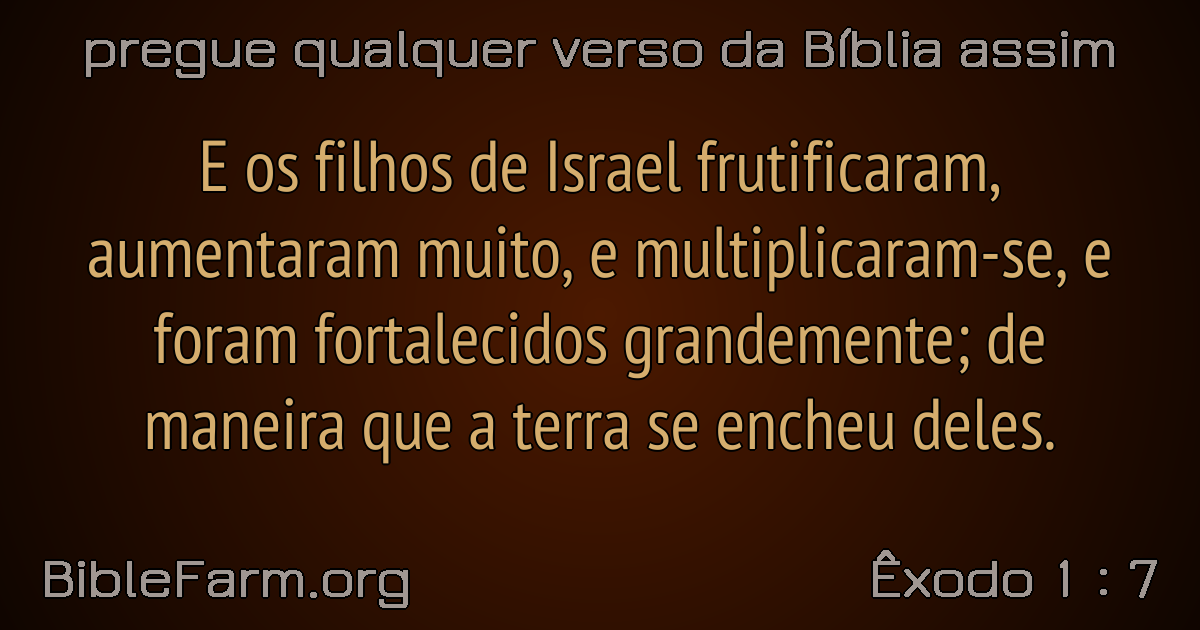 pregue qualquer verso da Bíblia assim
E os filhos de Israel frutificaram,
aumentaram muito, e multiplicaram-se, e
foram fortalecidos grandemente; de
maneira que a terra se encheu deles.
BibleFarm.org
Êxodo 1 : 7